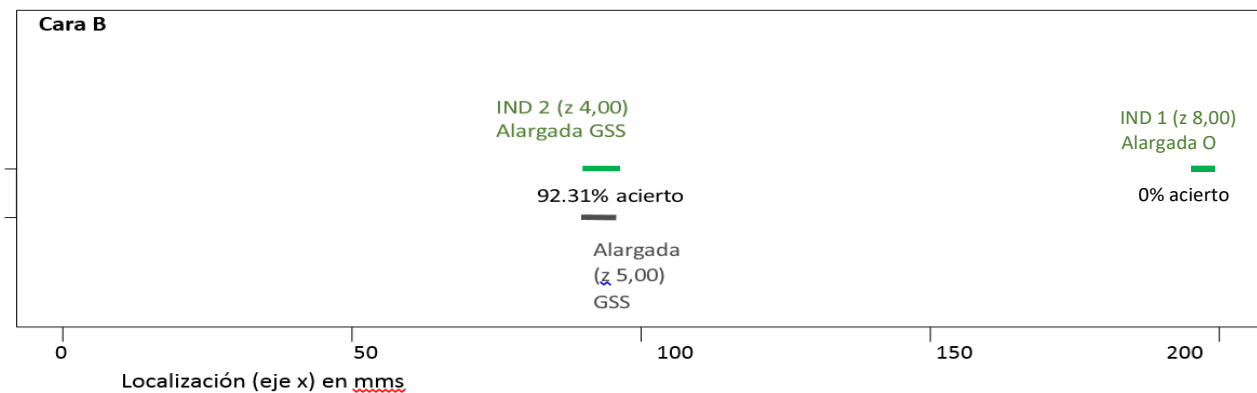 Cara B
IND 2 (z 4,00)
Alargada GSS
IND 1 (z 8,00)
Alargada O
92.31% acierto
0% acierto
Alargada
(z 5,00)
GSS
0
50
100
150
200
Localización (eje x) en mms